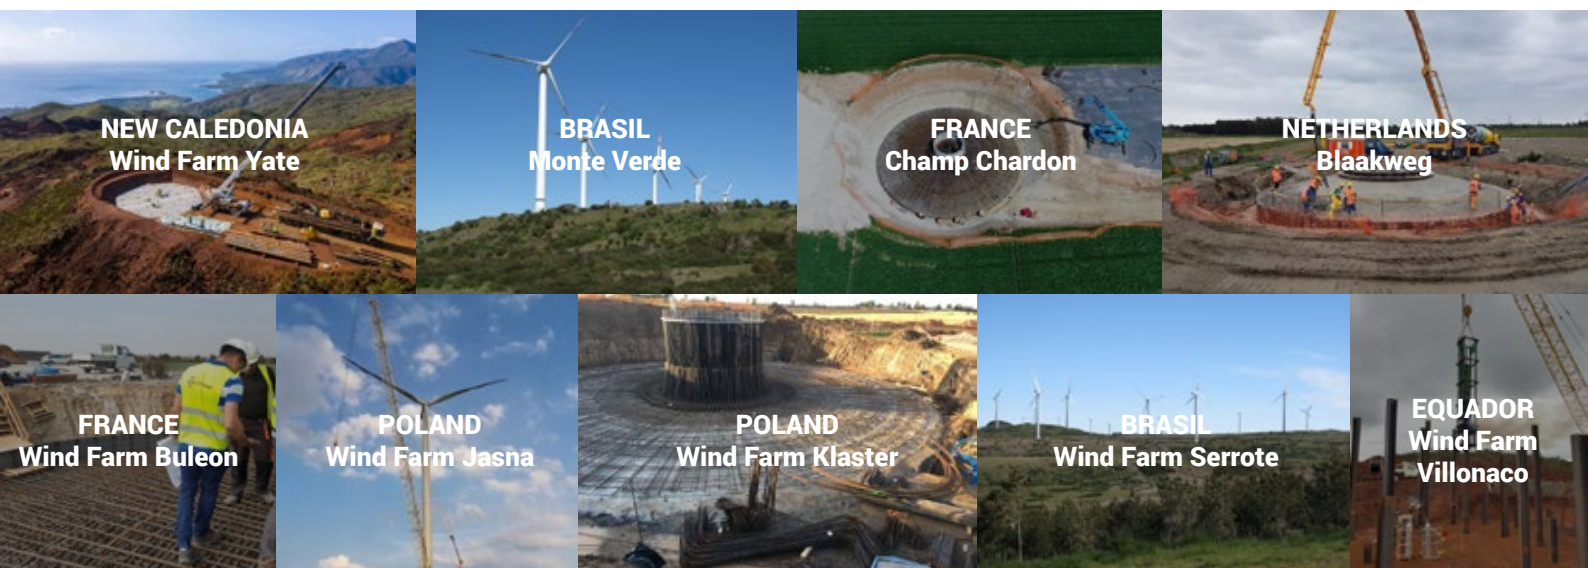 NEW CALEDONIA
Wind Farm Yate
BRASIL
Monte Verde
FRANCE
Champ Chardon
NETHERLANDS
Blaakweg
FRANCE
Wind Farm Buleon
POLAND
Wind Farm Jasna
POLAND
Wind Farm Klaster
BRASIL
Wind Farm Serrote
EQUADOR
Wind Farm
Villonaco